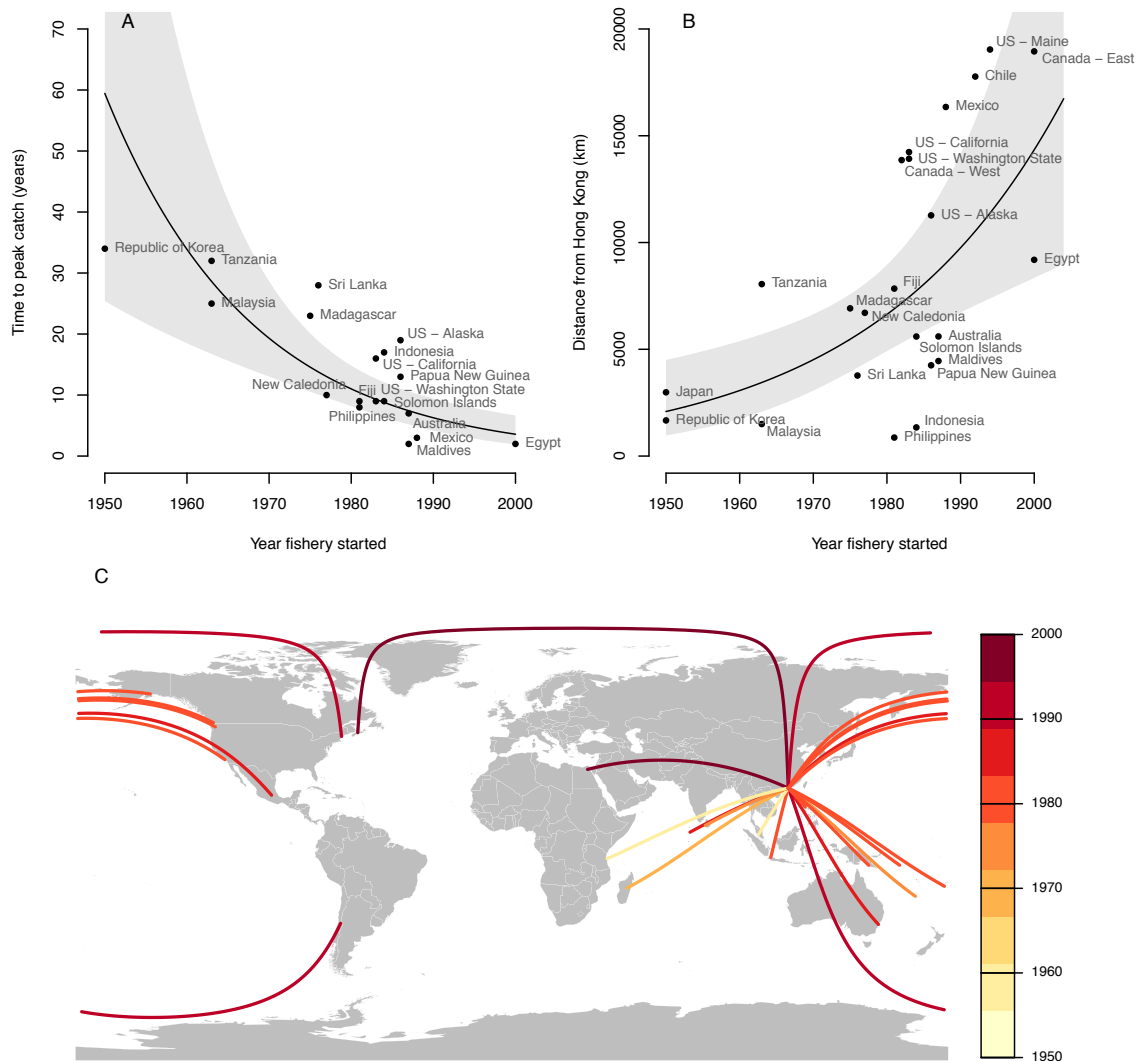 A
Time to peak catch (years)
70
60
50
40
30
20
10
0
Republic of Korea
Tanzania
Malaysia
Sri Lanka
Madagascar
US − Alaska
Indonesia
US − California
Papua New Guinea
New Caledonia
Fiji
US − Washington State
Solomon Islands
Philippines
Australia
Mexico
Maldives
Egypt
1950
1960
1970
1980
1990
2000
Year fishery started
B
Distance from Hong Kong (km)
20000
15000
10000
5000
0
US − Maine
Canada − East
Chile
Mexico
US − California
US − Washington State
Canada − West
US − Alaska
Egypt
Tanzania
Fiji
Madagascar
New Caledonia
Australia
Solomon Islands
Maldives
Papua New Guinea
Sri Lanka
Japan
Republic of Korea
Malaysia
Indonesia
Philippines
1950
1960
1970
1980
1990
2000
Year fishery started
C
2000
1990
1980
1970
1960
1950